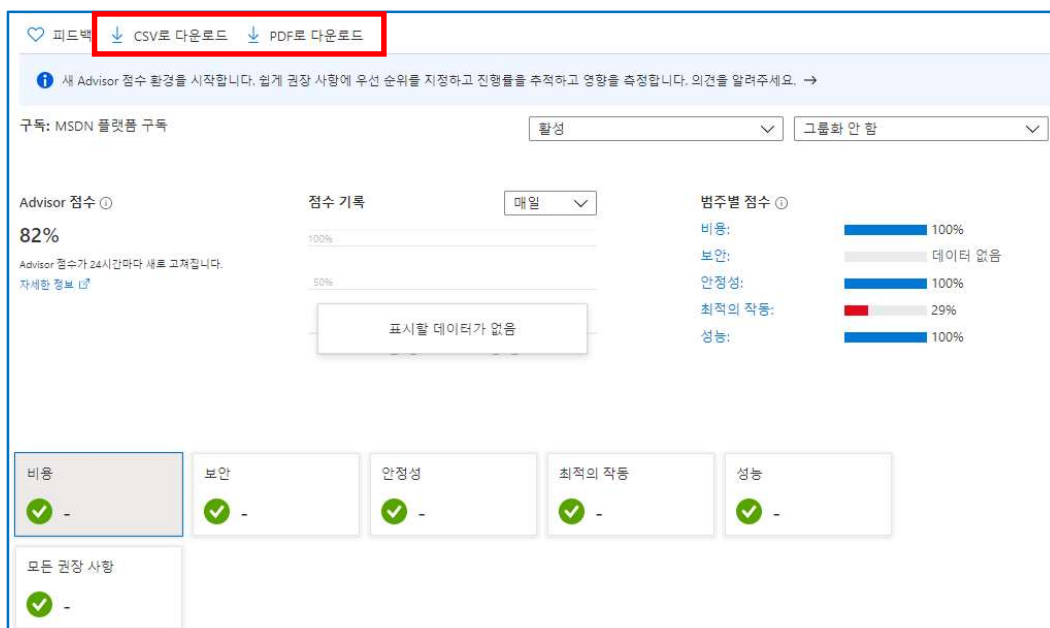 피드백 CSV로 다운로드 PDF로 다운로드
새 Advisor 점수 환경을 시작합니다. 쉽게 권장 사항에 우선 순위를 지정하고 진행률을 추적하고 영향을 측정합니다. 의견을 알려주세요. →
구독: MSDN 플랫폼 구독
활성 그룹화 안 함
Advisor 점수
82%
Advisor 점수가 24시간마다 새로 고쳐집니다.
자세한 정보
점수 기록 매일
100%
50%
표시할 데이터가 없음
범주별 점수
비용: 100%
보안: 데이터 없음
안정성: 100%
최적의 작동: 29%
성능: 100%
비용
-
보안
-
안정성
-
최적의 작동
-
성능
-
모든 권장 사항
-